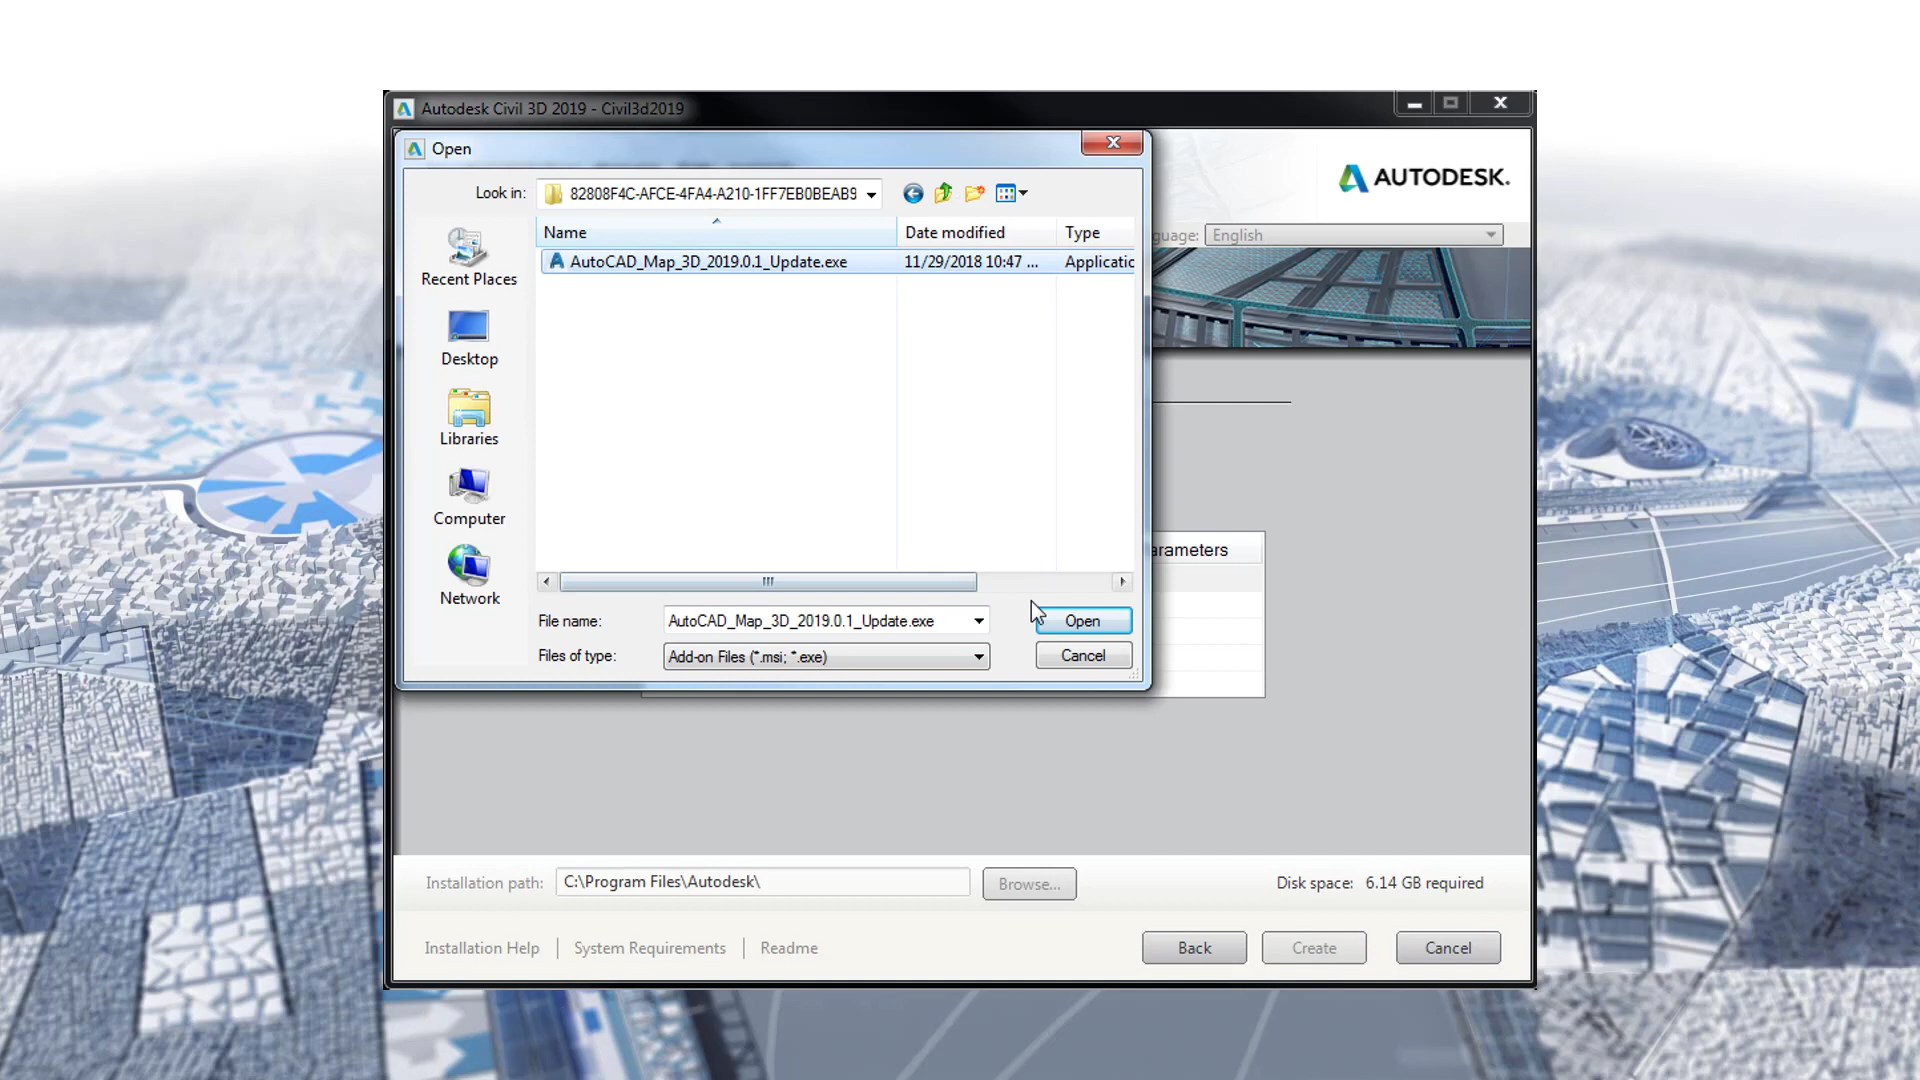 Autodesk Civil 3D 2019 - Civil3d2019
Open
AUTODESK.
Look in:
82808F4C-AFCE-4FA4-A210-1FF7EB0BEAB9
guage:
English
Name
Date modified
Type
AutoCAD_Map_3D_2019.0.1_Update.exe
11/29/2018 10:47 ...
Applicatio
Recent Places
Desktop
Libraries
Computer
Network
arameters
File name:
AutoCAD_Map_3D_2019.0.1_Update.exe
Open
Files of type:
Add-on Files (*.msi; *.exe)
Cancel
Installation path:
C:\Program Files\Autodesk\
Browse...
Disk space: 6.14 GB required
Installation Help
System Requirements
Readme
Back
Create
Cancel